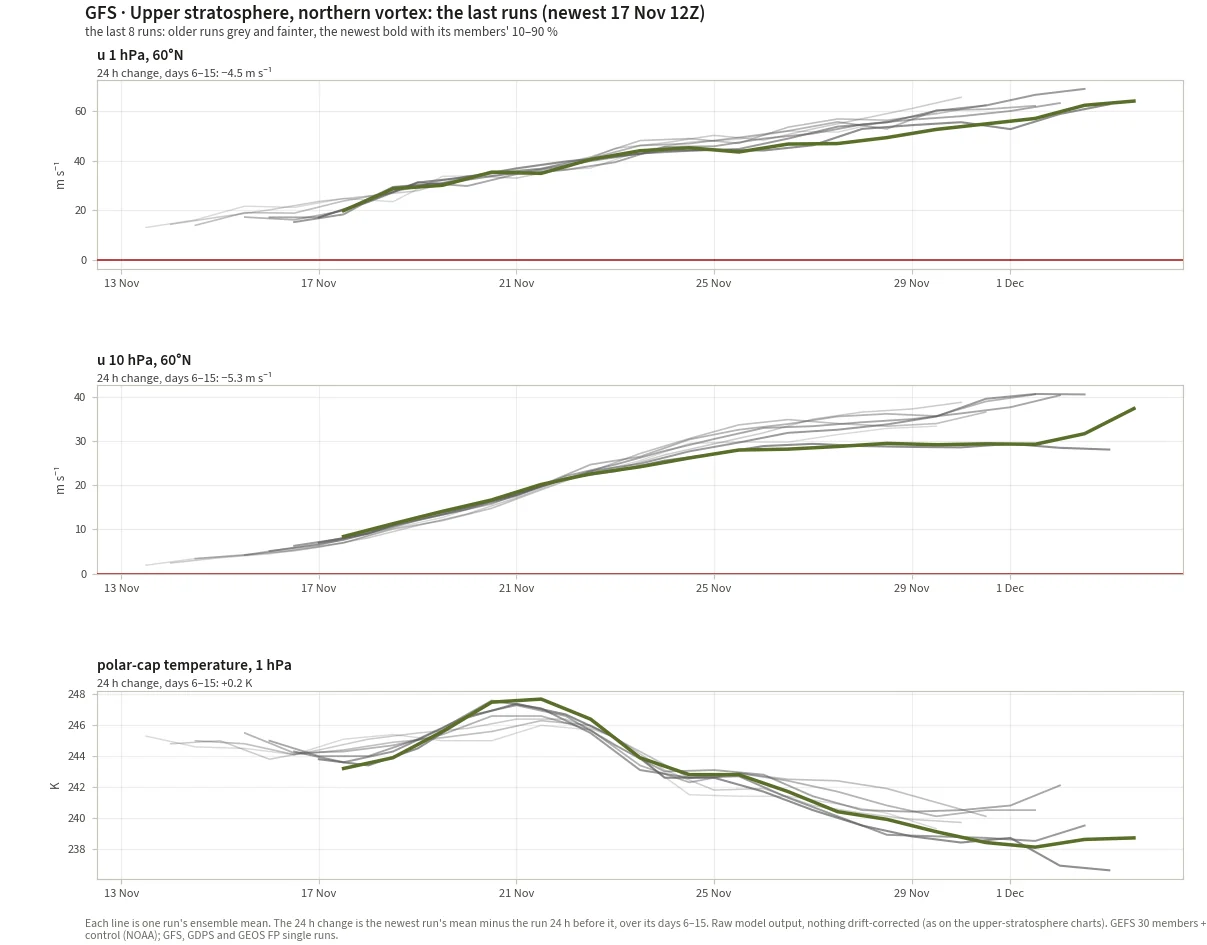 GFS · Upper stratosphere, northern vortex: the last runs (newest 17 Nov 12Z)
the last 8 runs: older runs grey and fainter, the newest bold with its members' 10–90 %
u 1 hPa, 60°N
24 h change, days 6–15: −4.5 m s⁻¹
60
40
20
0
m s⁻¹
13 Nov 17 Nov 21 Nov 25 Nov 29 Nov 1 Dec
u 10 hPa, 60°N
24 h change, days 6–15: −5.3 m s⁻¹
40
30
20
10
0
m s⁻¹
13 Nov 17 Nov 21 Nov 25 Nov 29 Nov 1 Dec
polar-cap temperature, 1 hPa
24 h change, days 6–15: +0.2 K
248
246
244
242
240
238
K
13 Nov 17 Nov 21 Nov 25 Nov 29 Nov 1 Dec
Each line is one run's ensemble mean. The 24 h change is the newest run's mean minus the run 24 h before it, over its days 6–15. Raw model output, nothing drift-corrected (as on the upper-stratosphere charts). GEFS 30 members +
control (NOAA); GFS, GDPS and GEOS FP single runs.